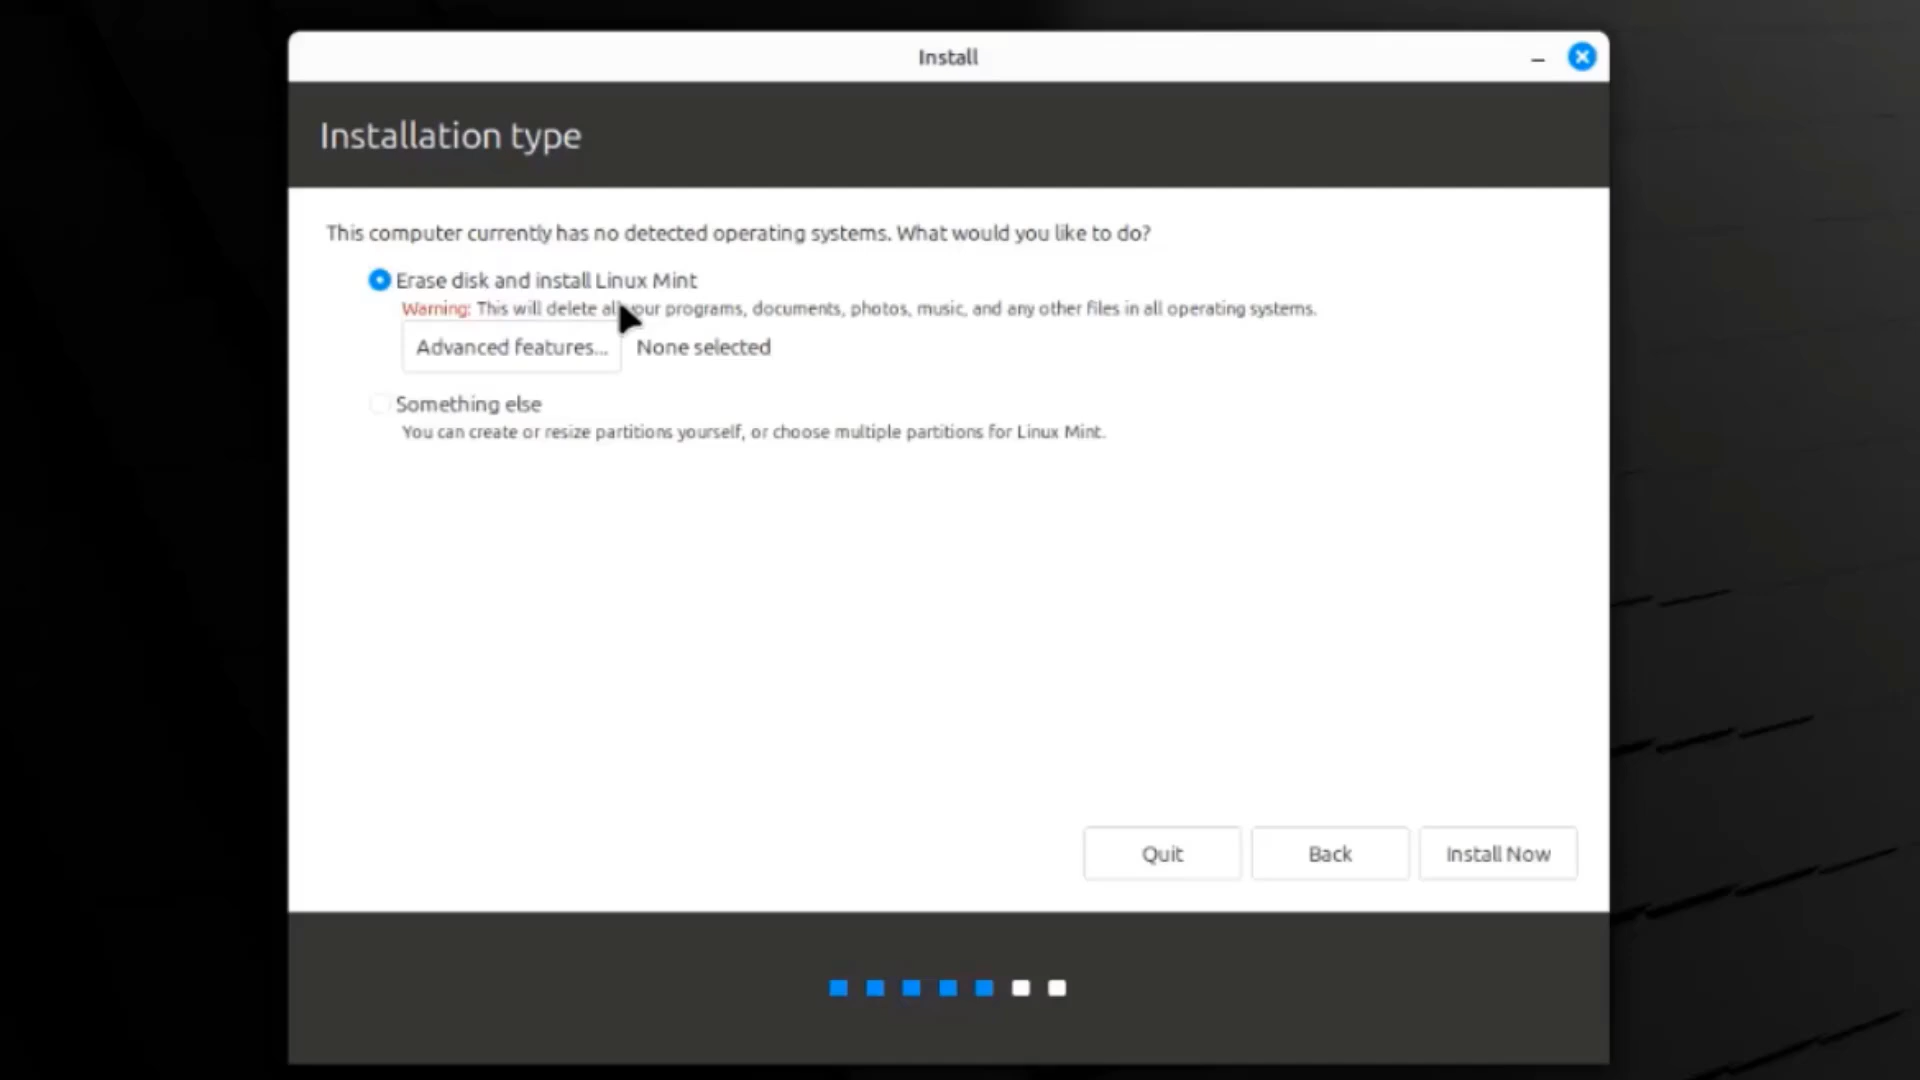 Install
Installation type
This computer currently has no detected operating systems. What would you like to do?
Erase disk and install Linux Mint
Warning: This will delete all your programs, documents, photos, music, and any other files in all operating systems.
Advanced features... None selected
Something else
You can create or resize partitions yourself, or choose multiple partitions for Linux Mint.
Quit Back Install Now